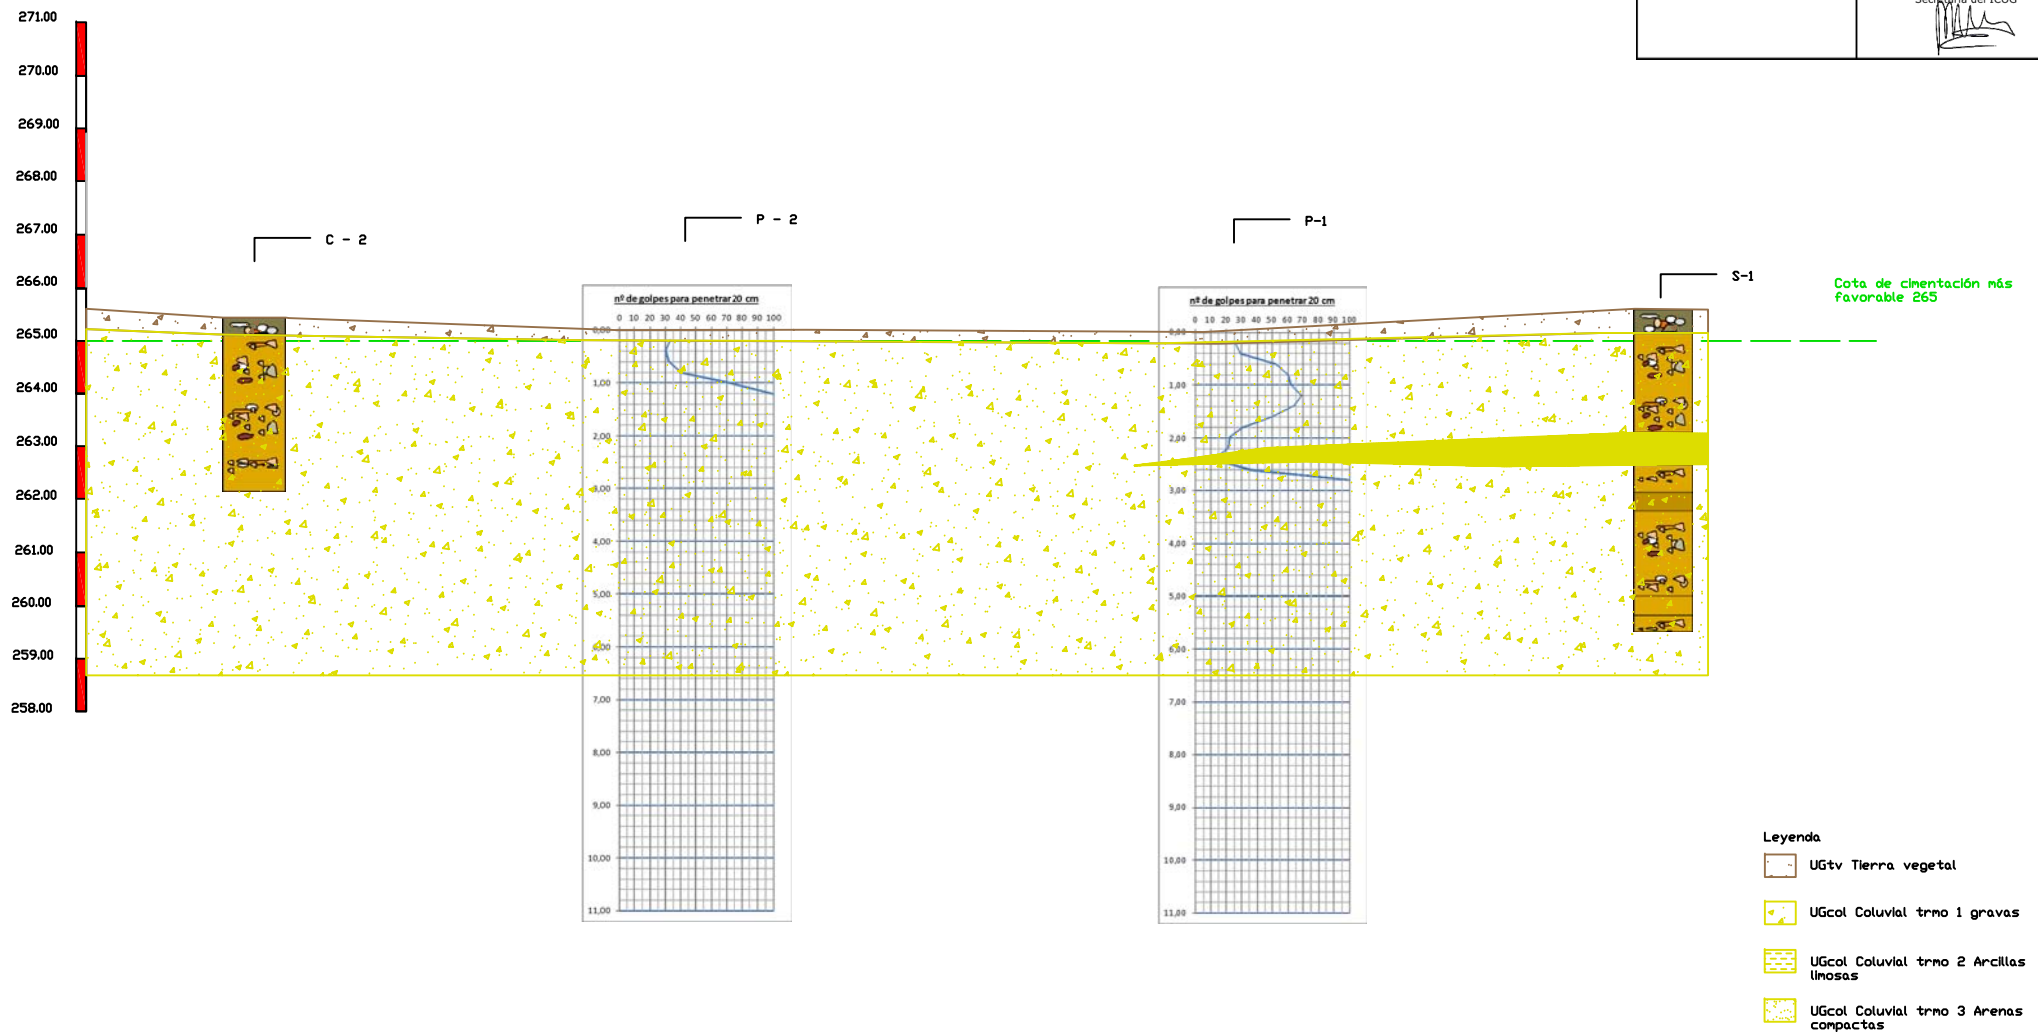 Secretaria del ICOG
271.00
270.00
269.00
268.00
267.00
266.00
265.00
264.00
263.00
262.00
261.00
260.00
259.00
258.00
C - 2
P - 2
P-1
S-1
Cota de cimentación más
favorable 265
nº de golpes para penetrar 20 cm
0 10 20 30 40 50 60 70 80 90 100
0,00
1,00
2,00
3,00
4,00
5,00
6,00
7,00
8,00
9,00
10,00
11,00
nº de golpes para penetrar 20 cm
0 10 20 30 40 50 60 70 80 90 100
0,00
1,00
2,00
3,00
4,00
5,00
6,00
7,00
8,00
9,00
10,00
11,00
Leyenda
UGtv Tierra vegetal
UGcol Coluvial trmo 1 gravas
UGcol Coluvial trmo 2 Arcillas
limosas
UGcol Coluvial trmo 3 Arenas
compactas